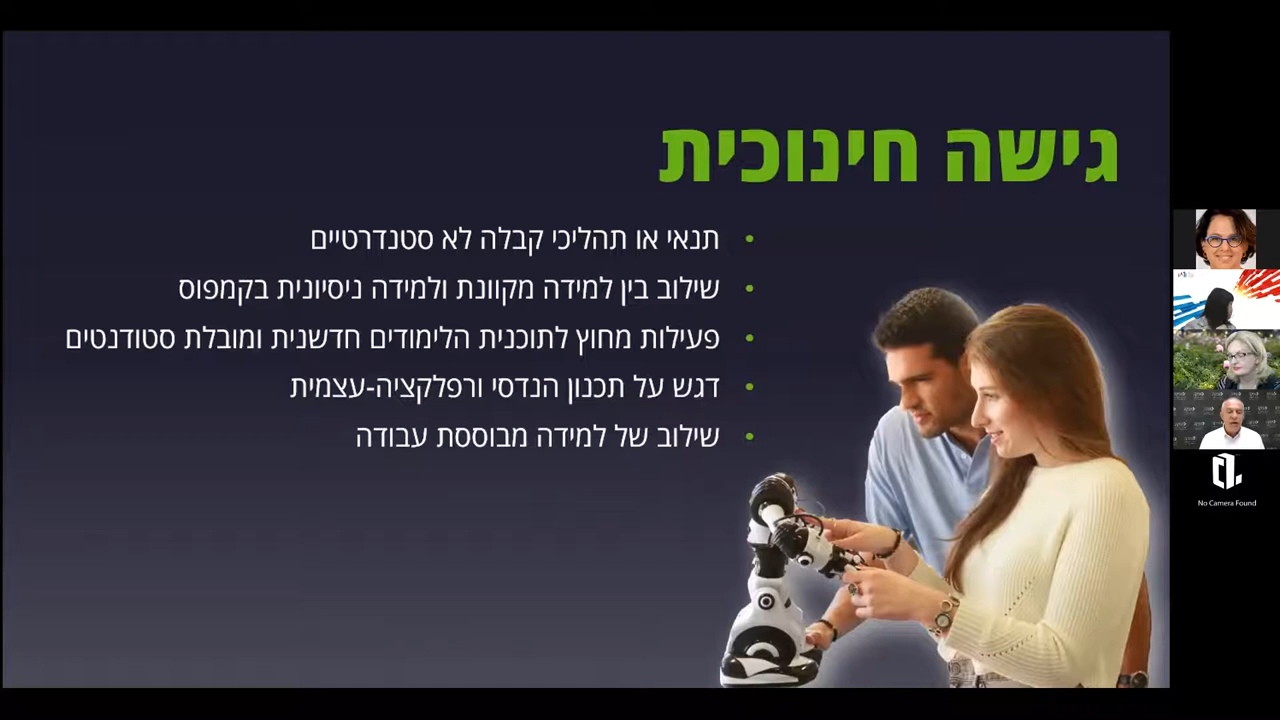 גישה חינוכית
תנאי או תהליכי קבלה לא סטנדרטיים
שילוב בין למידה מקוונת ולמידה ניסיונית בקמפוס
פעילות מחוץ לתוכנית הלימודים חדשנית ומובלת סטודנטים
דגש על תכנון הנדסי ורפלקציה-עצמית
שילוב של למידה מבוססת עבודה
No Camera Found